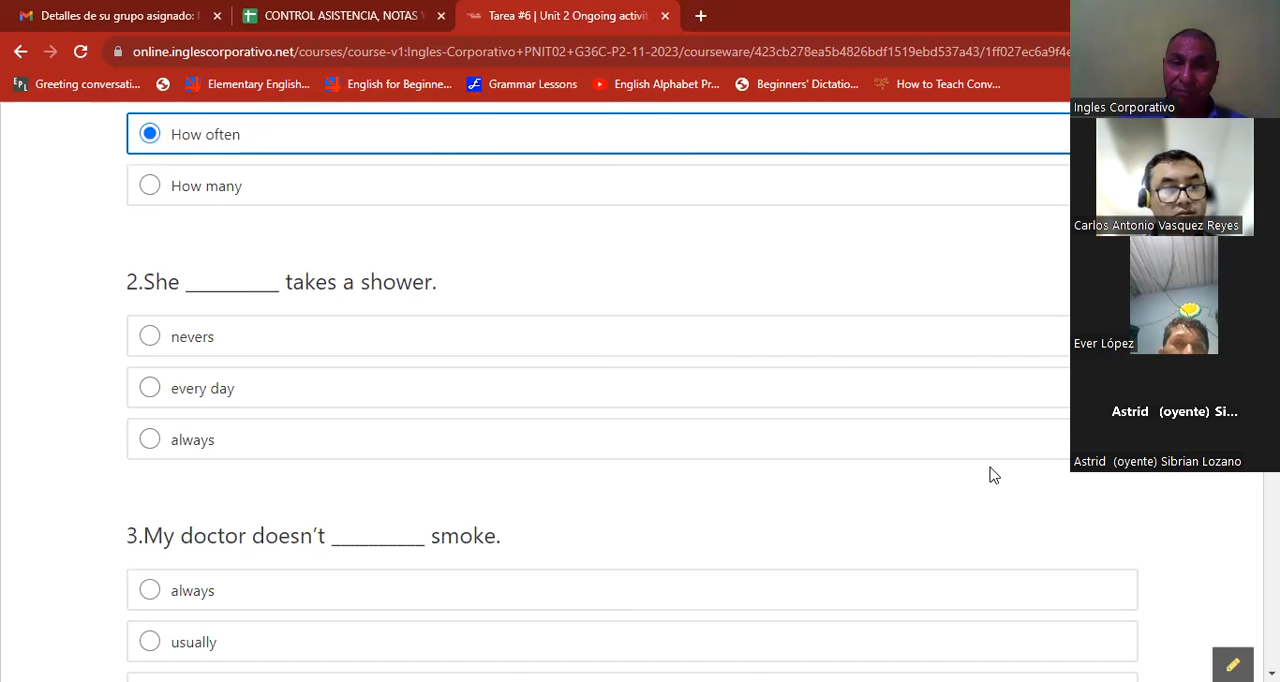 Detalles de su grupo asignado:
CONTROL ASISTENCIA, NOTAS Y
Tarea #6 | Unit 2 Ongoing activit
online.inglescorporativo.net/courses/course-v1:Ingles-Corporativo+PNIT02+G36C-P2-11-2023/courseware/423cb278ea5b4826bdf1519ebd537a43/1ff027ec6a9f4e
Greeting conversati...
Elementary English...
English for Beginne...
Grammar Lessons
English Alphabet Pr...
Beginners' Dictatio...
How to Teach Conv...
Ingles Corporativo
How often
How many
Carlos Antonio Vasquez Reyes
2.She _________ takes a shower.
nevers
Ever López
every day
Astrid (oyente) Si...
always
Astrid (oyente) Sibrian Lozano
3.My doctor doesn't _________ smoke.
always
usually